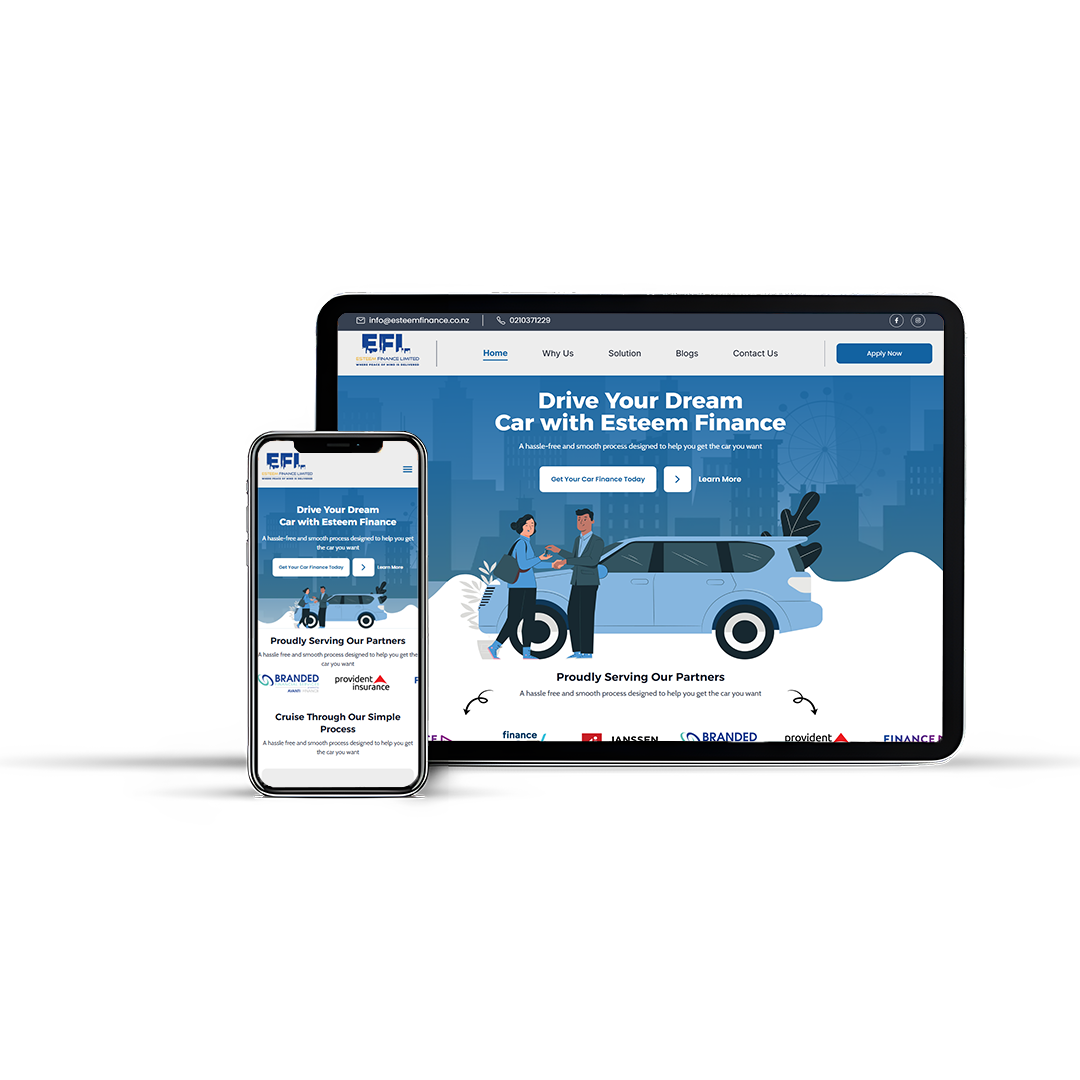 info@esteemfinance.co.nz
0210371229
EFL
ESTEEM FINANCE LIMITED
WHERE PEACE OF MIND IS DELIVERED
Home
Why Us
Solution
Blogs
Contact Us
Apply Now
Drive Your Dream
Car with Esteem Finance
A hassle-free and smooth process designed to help you get the car you want
Get Your Car Finance Today
Learn More
Proudly Serving Our Partners
A hassle free and smooth process designed to help you get the car you want
finance
JANSSEN
BRANDED
provident
FINANCE
EFL
ESTEEM FINANCE LIMITED
WHERE PEACE OF MIND IS DELIVERED
Drive Your Dream
Car with Esteem Finance
A hassle-free and smooth process designed to help you get
the car you want
Get Your Car Finance Today
Learn More
Proudly Serving Our Partners
A hassle free and smooth process designed to help you get the
car you want
BRANDED
provident
insurance
Cruise Through Our Simple
Process
A hassle free and smooth process designed to help you get
the car you want